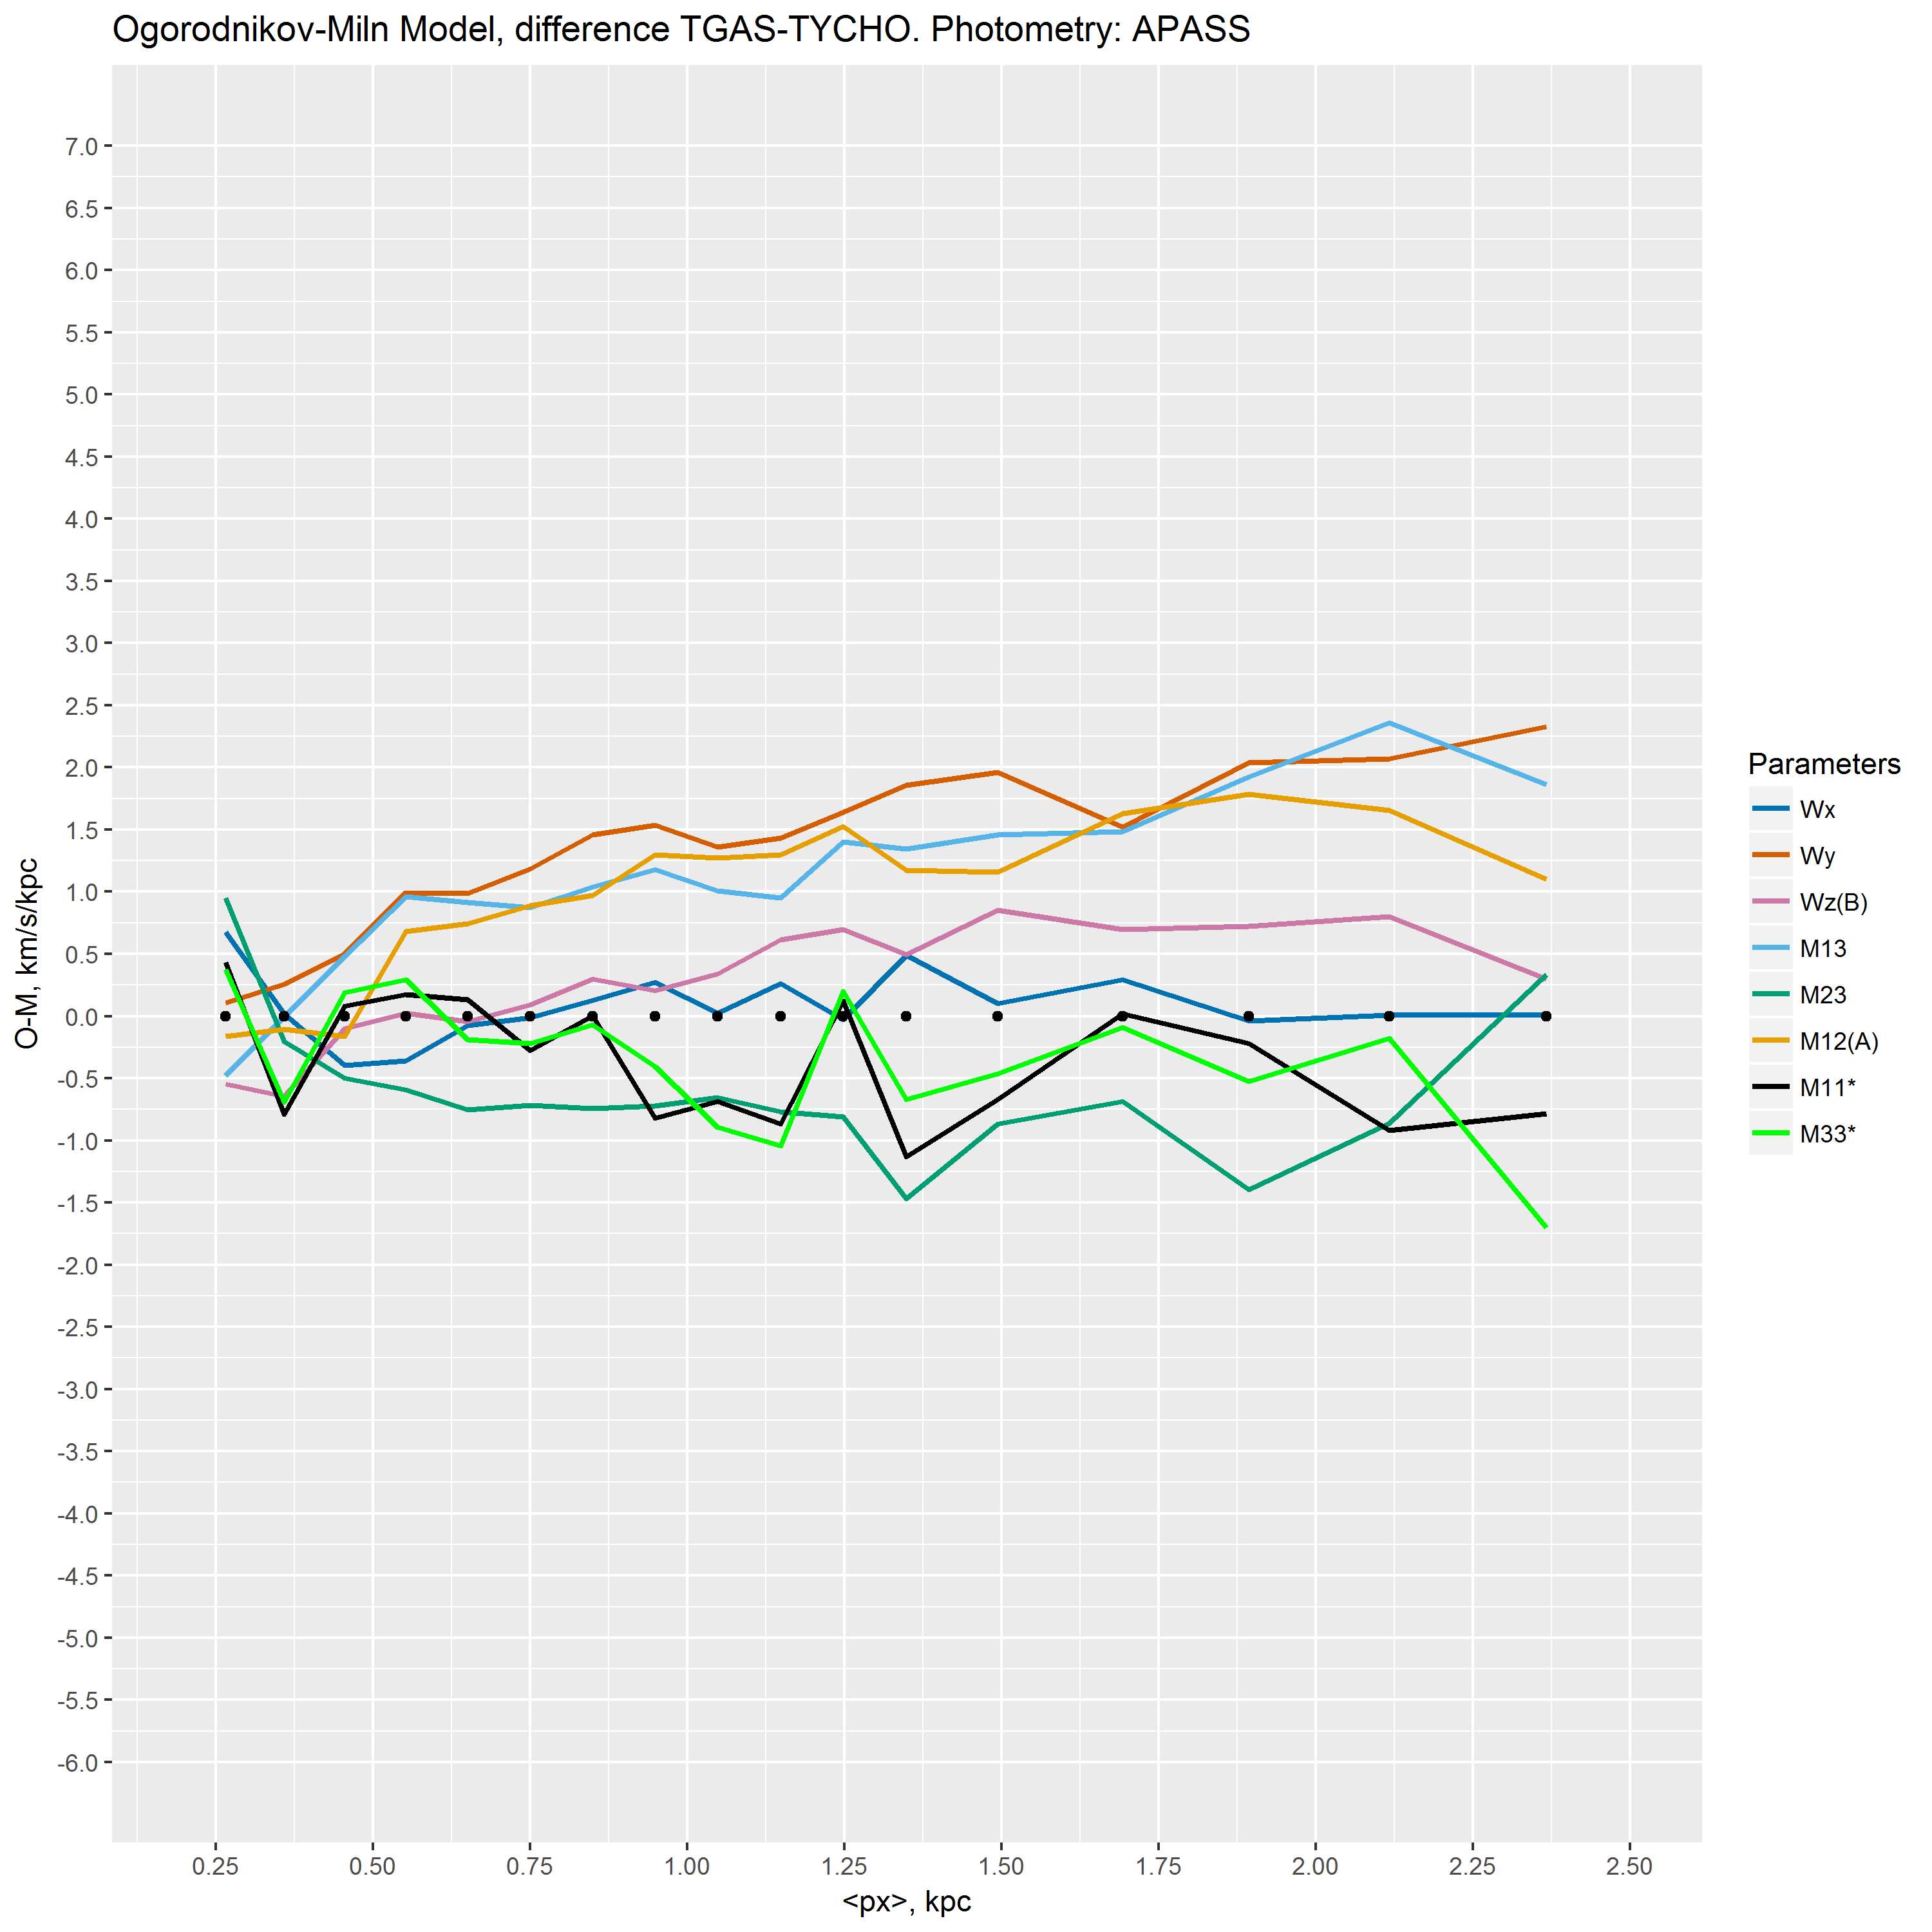 Ogorodnikov-Miln Model, difference TGAS-TYCHO. Photometry: APASS
O-M, km/s/kpc
7.0
6.5
6.0
5.5
5.0
4.5
4.0
3.5
3.0
2.5
2.0
1.5
1.0
0.5
0.0
-0.5
-1.0
-1.5
-2.0
-2.5
-3.0
-3.5
-4.0
-4.5
-5.0
-5.5
-6.0
0.25 0.50 0.75 1.00 1.25 1.50 1.75 2.00 2.25 2.50
<px>, kpc
Parameters
Wx
Wy
Wz(B)
M13
M23
M12(A)
M11*
M33*